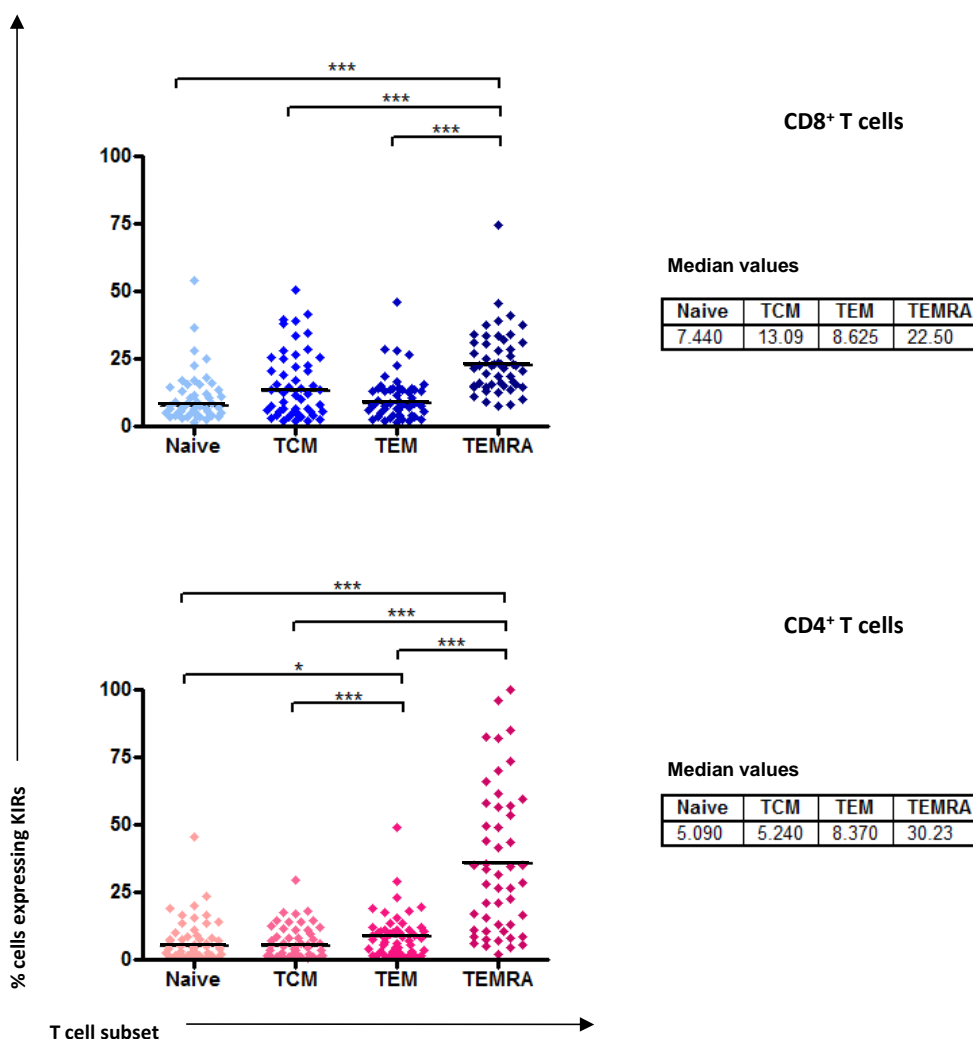 ***
***
***
CD8⁺ T cells
100
75
50
25
0
Naive TCM TEM TEMRA
Median values
Naive TCM TEM TEMRA
7.440 13.09 8.625 22.50
***
***
***
*
***
CD4⁺ T cells
100
75
50
25
0
Naive TCM TEM TEMRA
Median values
Naive TCM TEM TEMRA
5.090 5.240 8.370 30.23
% cells expressing KIRs
T cell subset